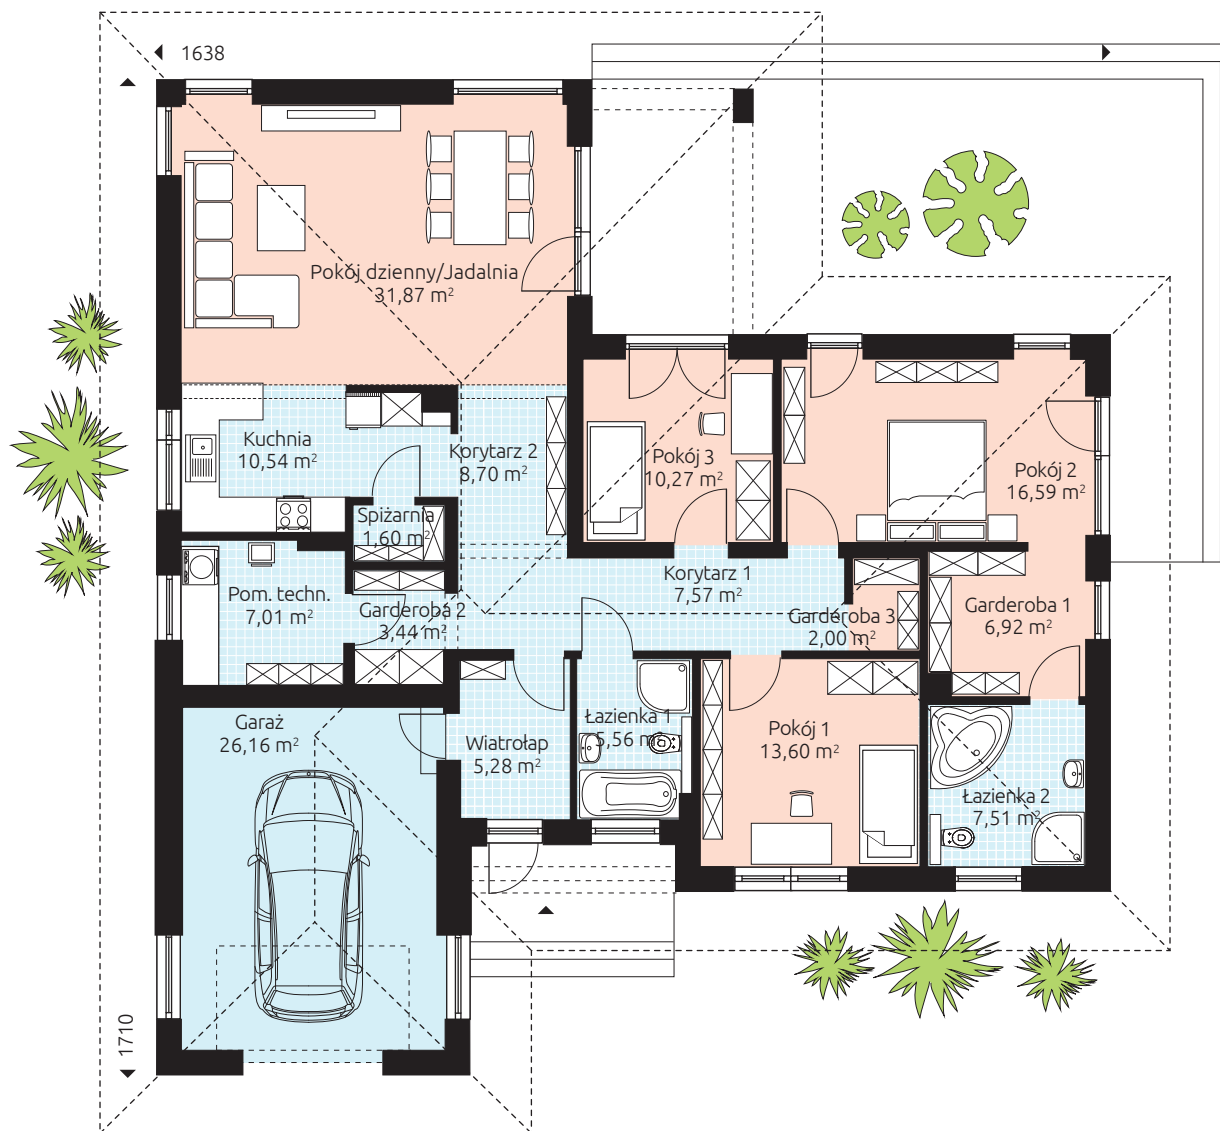 1638
Pokój dzienny/Jadalnia
31,87 m²
Kuchnia
10,54 m²
Korytarz 2
8,70 m²
Pokój 3
10,27 m²
Pokój 2
16,59 m²
Spiżarnia
1,60 m²
Pom. techn.
7,01 m²
Garderoba 2
3,44 m²
Korytarz 1
7,57 m²
Garderoba 3
2,00 m²
Garderoba 1
6,92 m²
Garaż
26,16 m²
Wiatrołap
5,28 m²
Łazienka 1
5,56 m²
Pokój 1
13,60 m²
Łazienka 2
7,51 m²
1710